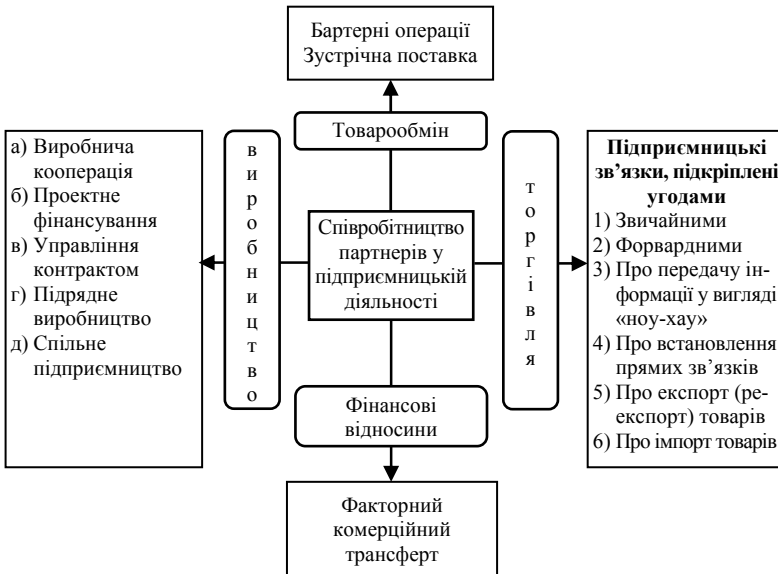 Бартерні операції
Зустрічна поставка
Товарообмін
а) Виробнича
кооперація
б) Проектне
фінансування
в) Управління
контрактом
г) Підрядне
виробництво
д) Спільне
підприємництво
виробництво
Співробітництво
партнерів у
підприємницькій
діяльності
торгівля
Підприємницькі
зв’язки, підкріплені
угодами
1) Звичайними
2) Форвардними
3) Про передачу ін-
формації у вигляді
«ноу-хау»
4) Про встановлення
прямих зв’язків
5) Про експорт (ре-
експорт) товарів
6) Про імпорт товарів
Фінансові
відносини
Факторний
комерційний
трансферт